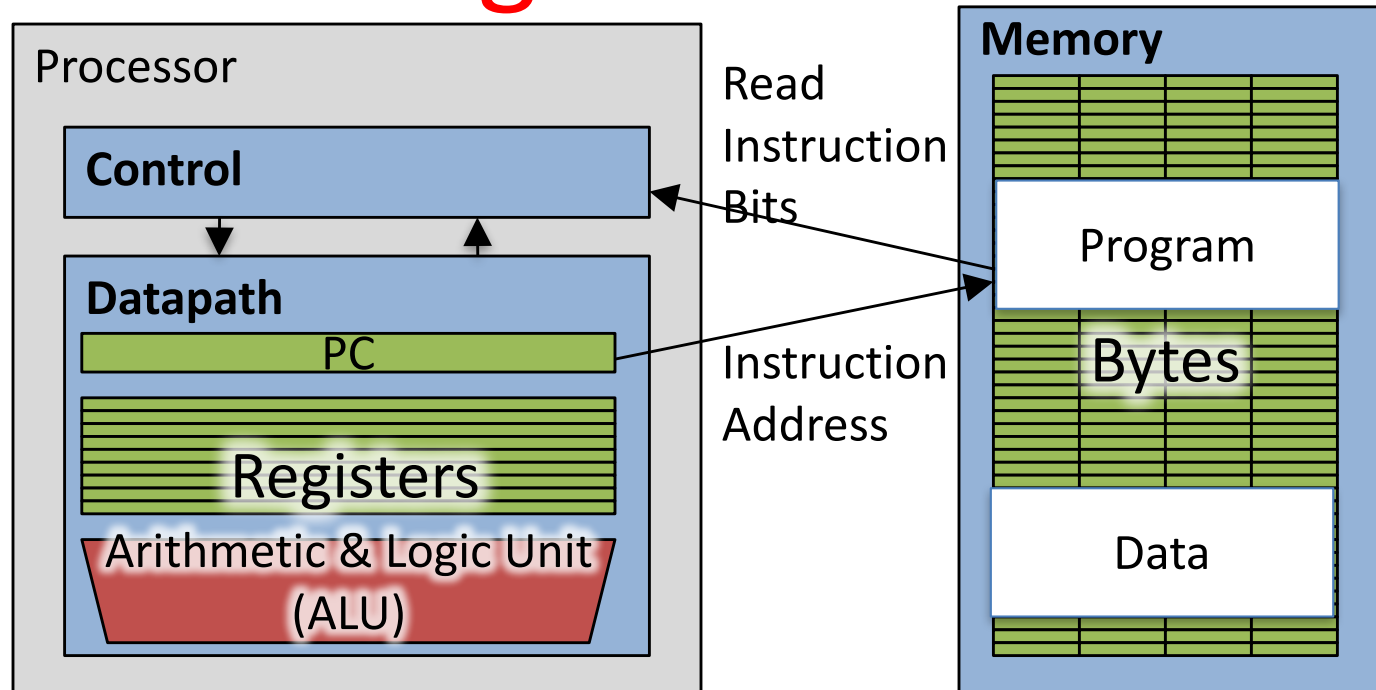 Processor
Control
Datapath
PC
Registers
Arithmetic & Logic Unit
(ALU)
Read
Instruction
Bits
Instruction
Address
Memory
Program
Bytes
Data